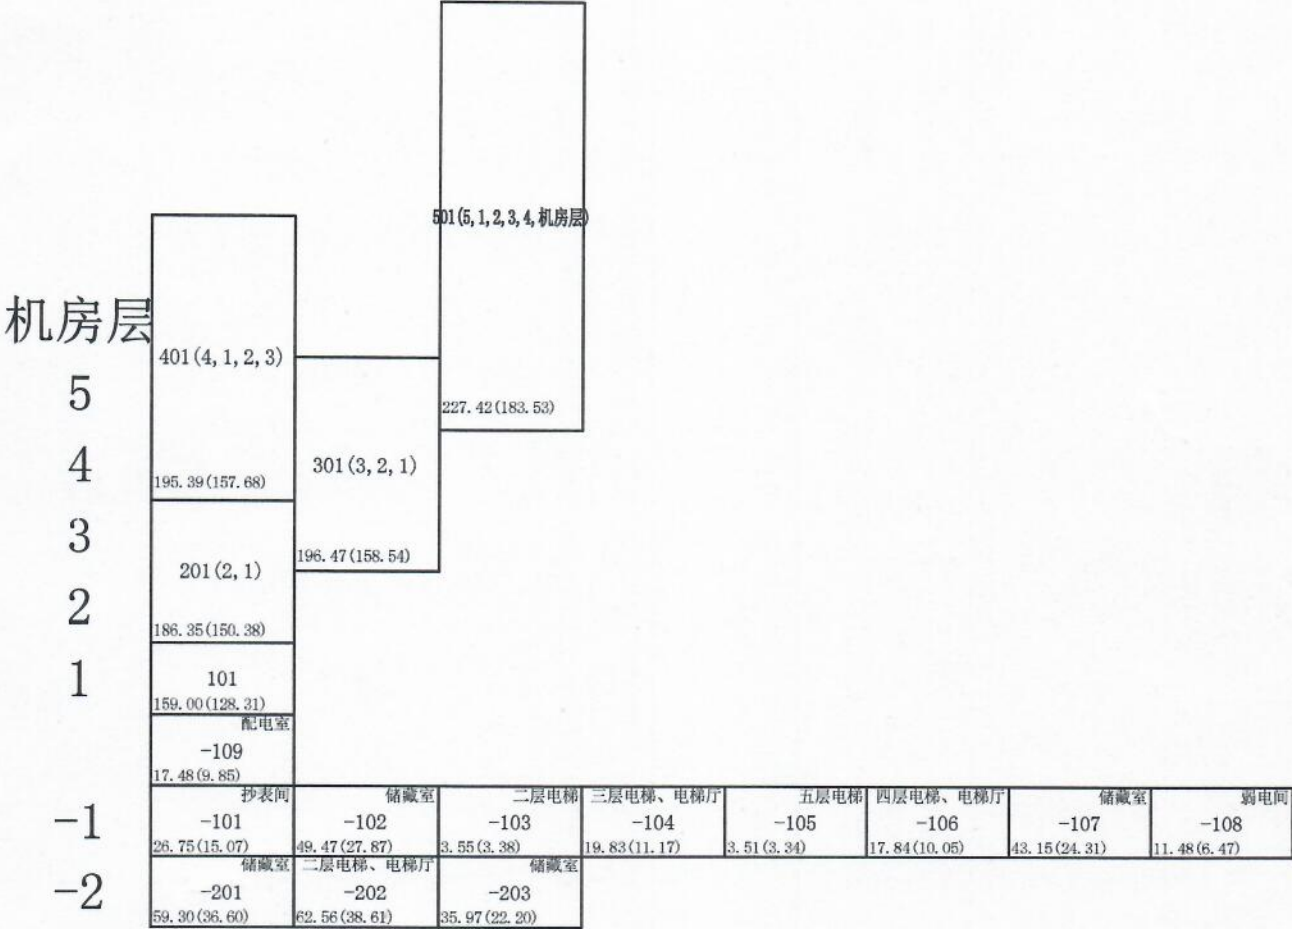 501(5,1,2,3,4,机房层)
机房层
401(4,1,2,3)
5
227.42(183.53)
4
301(3,2,1)
195.39(157.68)
3
196.47(158.54)
201(2,1)
2
186.35(150.38)
1
101
159.00(128.31)
配电室
-109
17.48(9.85)
-1
抄表间
-101
26.75(15.07)
储藏室
-102
49.47(27.87)
二层电梯
-103
3.55(3.38)
三层电梯、电梯厅
-104
19.83(11.17)
五层电梯
-105
3.51(3.34)
四层电梯、电梯厅
-106
17.84(10.05)
储藏室
-107
43.15(24.31)
弱电间
-108
11.48(6.47)
-2
储藏室
-201
59.30(36.60)
二层电梯、电梯厅
-202
62.56(38.61)
储藏室
-203
35.97(22.20)